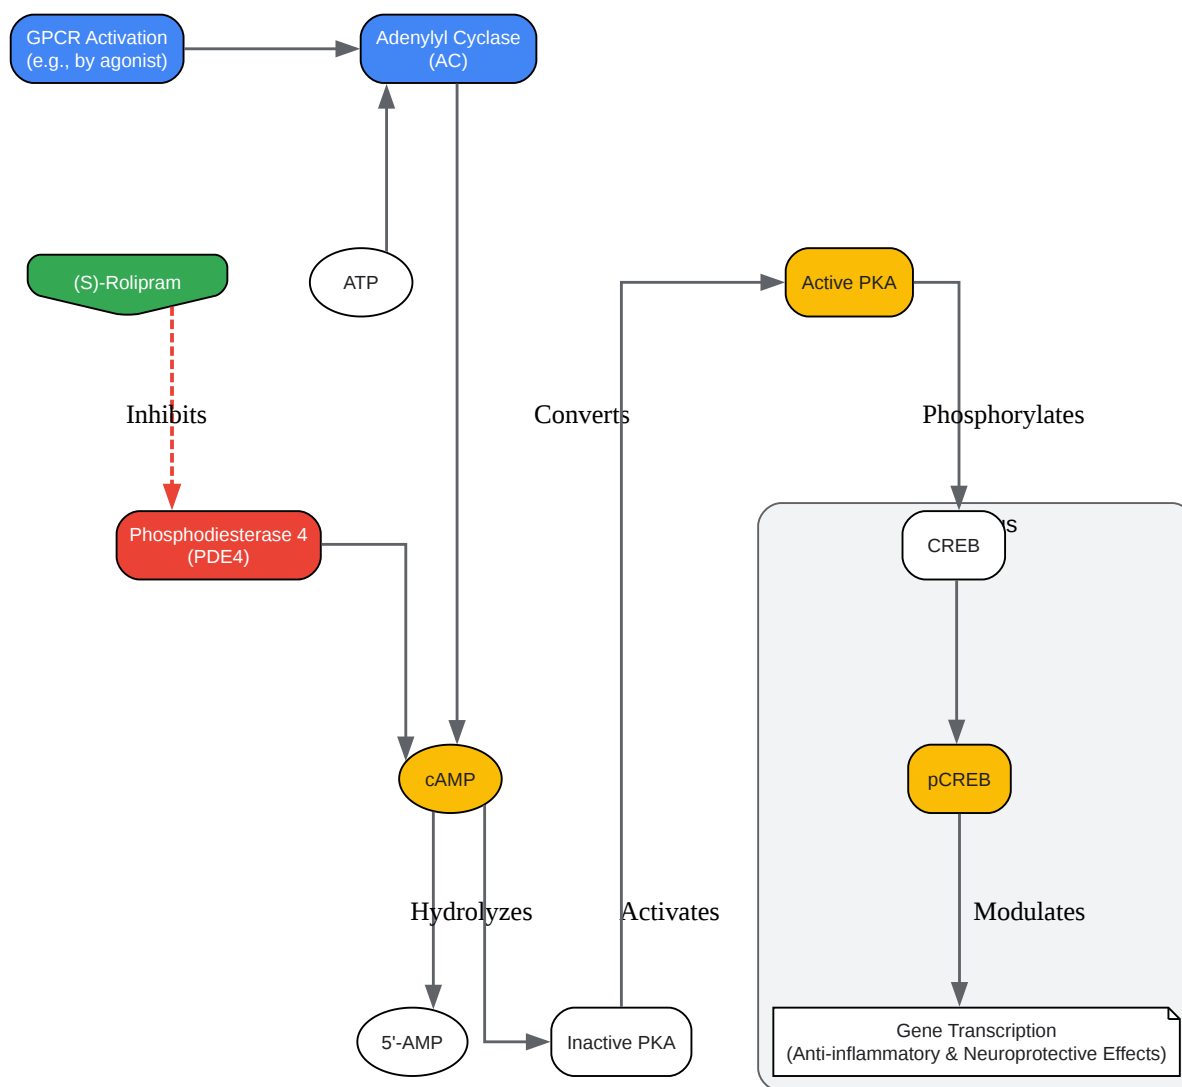 GPCR Activation
(e.g., by agonist)
Adenylyl Cyclase
(AC)
(S)-Rolipram
ATP
Active PKA
Inhibits
Converts
Phosphorylates
Phosphodiesterase 4
(PDE4)
CREB
cAMP
pCREB
Hydrolyzes
Activates
Modulates
5'-AMP
Inactive PKA
Gene Transcription
(Anti-inflammatory & Neuroprotective Effects)